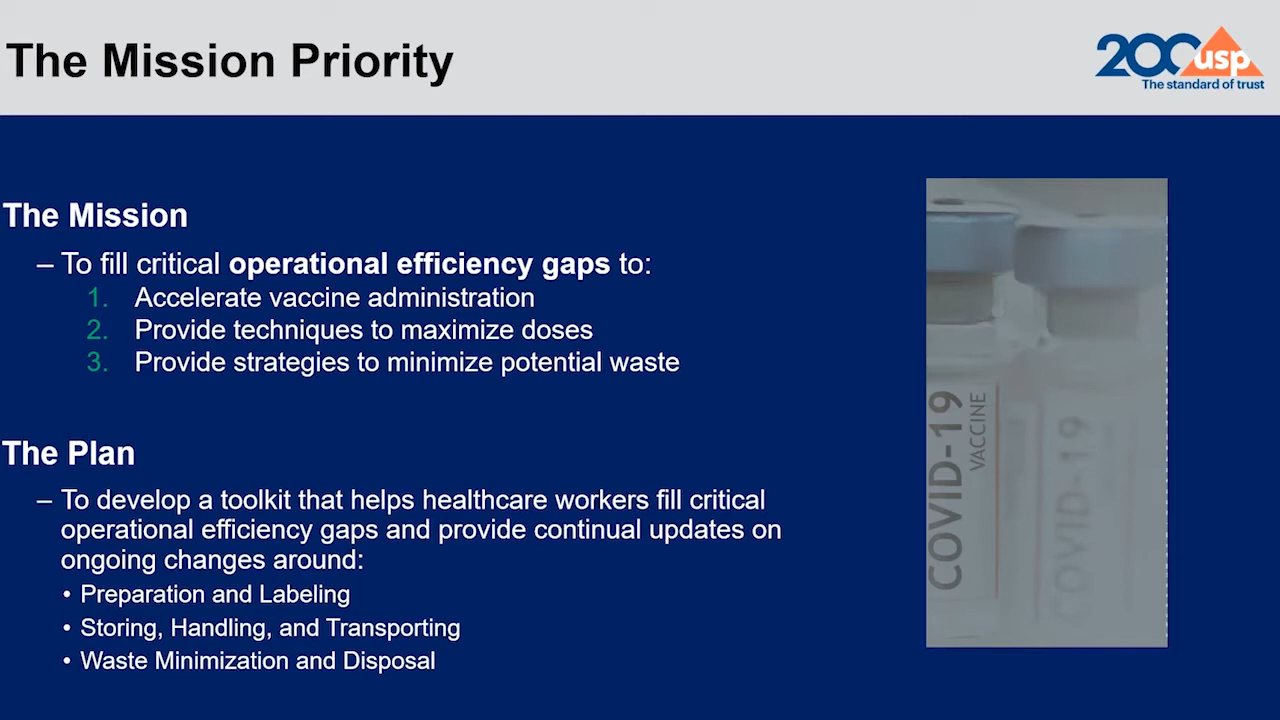 The Mission Priority
200 usp
The standard of trust
The Mission
– To fill critical operational efficiency gaps to:
1. Accelerate vaccine administration
2. Provide techniques to maximize doses
3. Provide strategies to minimize potential waste
The Plan
– To develop a toolkit that helps healthcare workers fill critical
operational efficiency gaps and provide continual updates on
ongoing changes around:
• Preparation and Labeling
• Storing, Handling, and Transporting
• Waste Minimization and Disposal
COVID-19
VACCINE
COVID-19